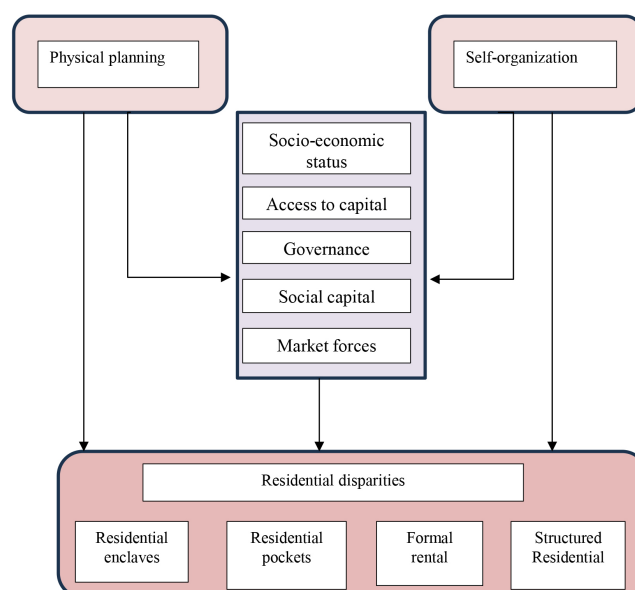 Physical planning
Self-organization
Socio-economic
status
Access to capital
Governance
Social capital
Market forces
Residential disparities
Residential
enclaves
Residential
pockets
Formal
rental
Structured
Residential